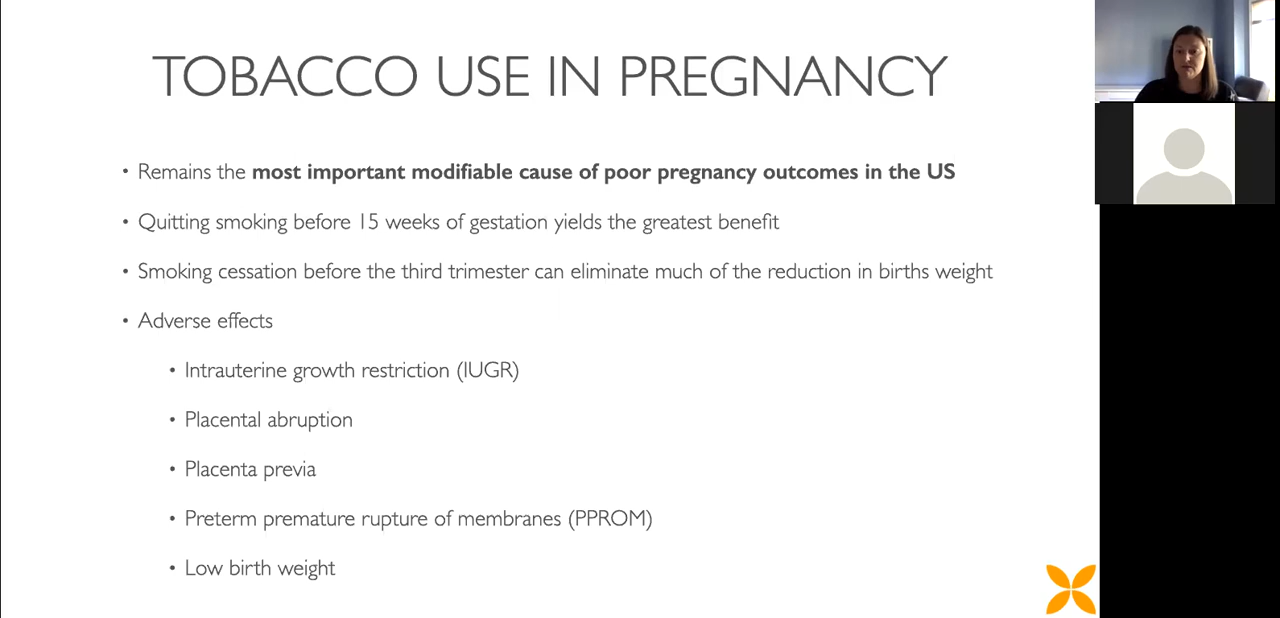 TOBACCO USE IN PREGNANCY
• Remains the most important modifiable cause of poor pregnancy outcomes in the US
• Quitting smoking before 15 weeks of gestation yields the greatest benefit
• Smoking cessation before the third trimester can eliminate much of the reduction in births weight
• Adverse effects
• Intrauterine growth restriction (IUGR)
• Placental abruption
• Placenta previa
• Preterm premature rupture of membranes (PPROM)
• Low birth weight